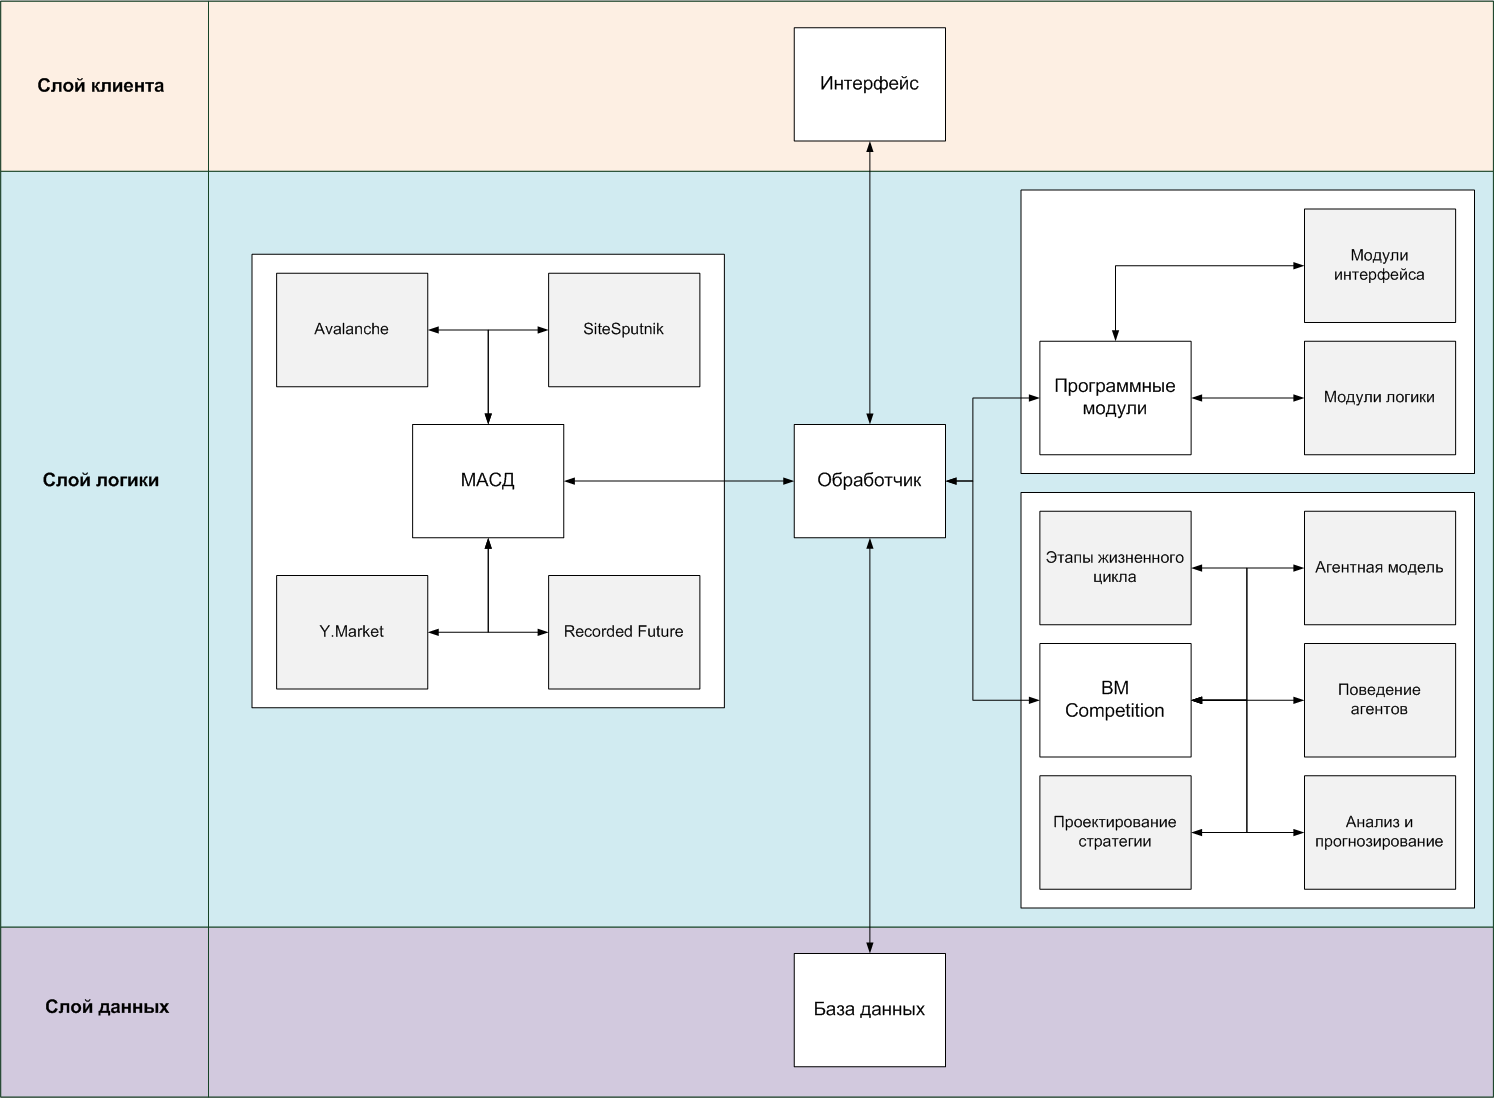 Слой клиента
Интерфейс
Слой логики
Avalanche
SiteSputnik
МАСД
Y.Market
Recorded Future
Обработчик
Модули
интерфейса
Программные
модули
Модули логики
Этапы жизненного
цикла
Агентная модель
BM
Competition
Поведение
агентов
Проектирование
стратегии
Анализ и
прогнозирование
Слой данных
База данных